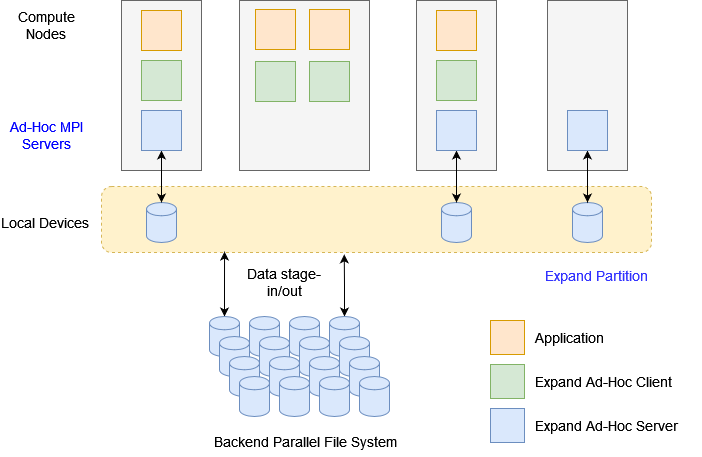 Compute
Nodes
Ad-Hoc MPI
Servers
Local Devices
Data stage-
in/out
Expand Partition
Application
Expand Ad-Hoc Client
Expand Ad-Hoc Server
Backend Parallel File System